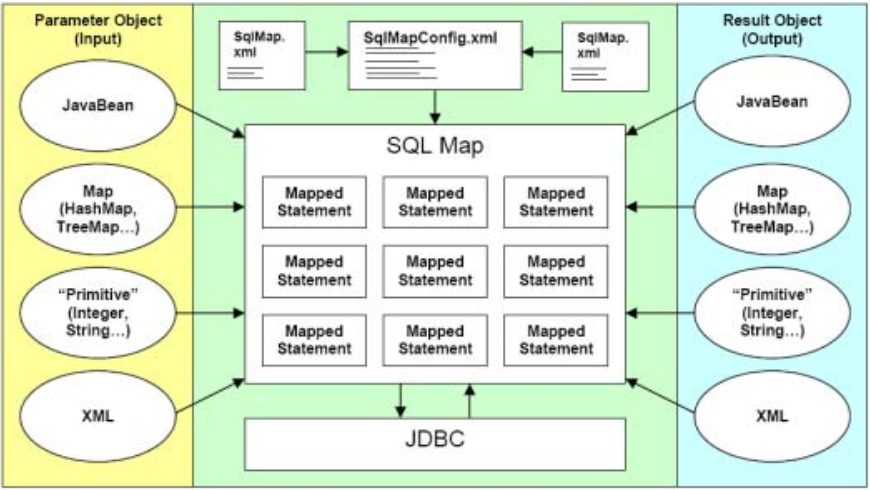 Parameter Object
(Input)
JavaBean
Map
(HashMap,
TreeMap...)
“Primitive”
(Integer,
String...)
XML
SqlMap.
xml
SqlMapConfig.xml
SqlMap.
xml
SQL Map
Mapped
Statement
Mapped
Statement
Mapped
Statement
Mapped
Statement
Mapped
Statement
Mapped
Statement
Mapped
Statement
Mapped
Statement
Mapped
Statement
JDBC
Result Object
(Output)
JavaBean
Map
(HashMap,
TreeMap...)
“Primitive”
(Integer,
String...)
XML